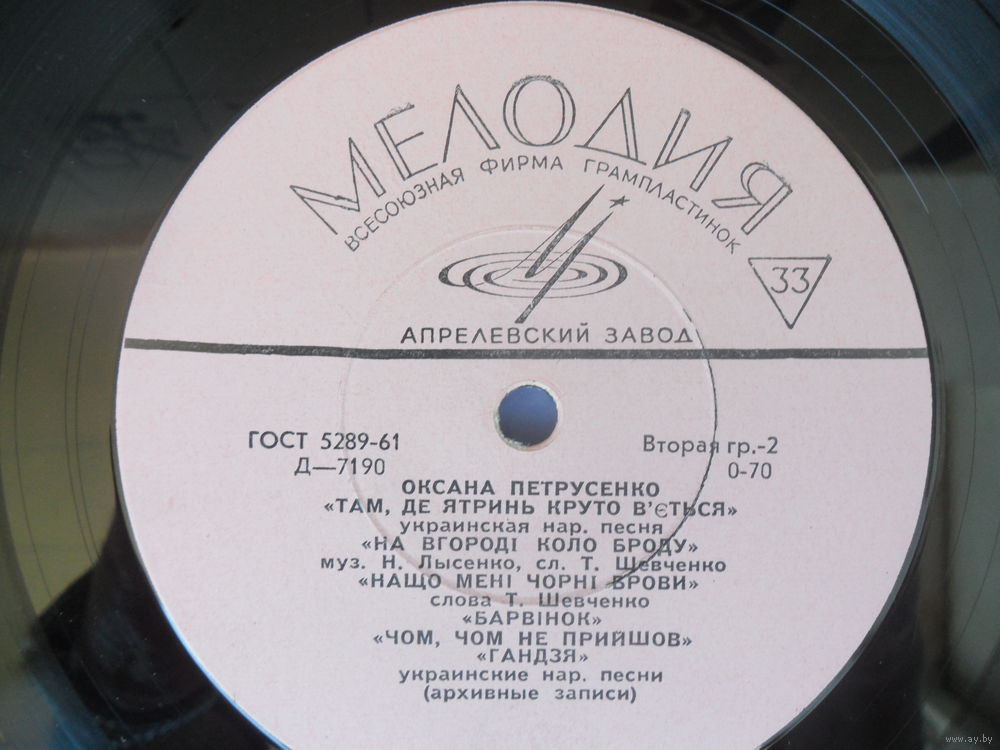 МЕЛОДИЯ
ВСЕСОЮЗНАЯ ФИРМА ГРАМПЛАСТИНОК
33
АПРЕЛЕВСКИЙ ЗАВОД
ГОСТ 5289-61
Вторая гр.-2
Д—7190
0-70
ОКСАНА ПЕТРУСЕНКО
«ТАМ, ДЕ ЯТРИНЬ КРУТО В’ЄТЬСЯ»
украинская нар. песня
«НА ВГОРОДІ КОЛО БРОДУ»
муз. Н. Лысенко, сл. Т. Шевченко
«НАЩО МЕНІ ЧОРНІ БРОВИ»
слова Т. Шевченко
«БАРВІНОК»
«ЧОМ, ЧОМ НЕ ПРИЙШОВ»
«ГАНДЗЯ»
украинские нар. песни
(архивные записи)
www.ay.by